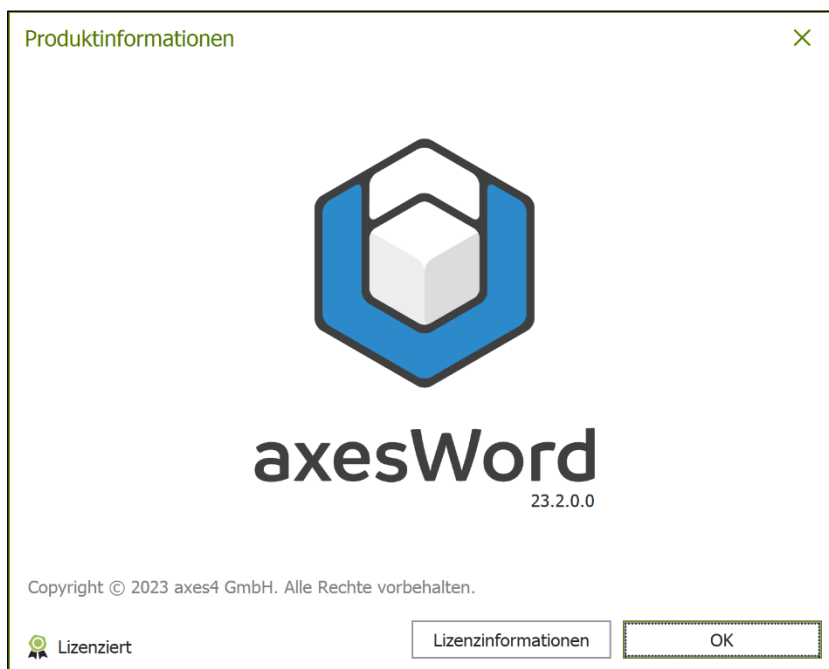 Produktinformationen
axesWord
23.2.0.0
Copyright © 2023 axes4 GmbH. Alle Rechte vorbehalten.
Lizenziert
Lizenzinformationen
OK